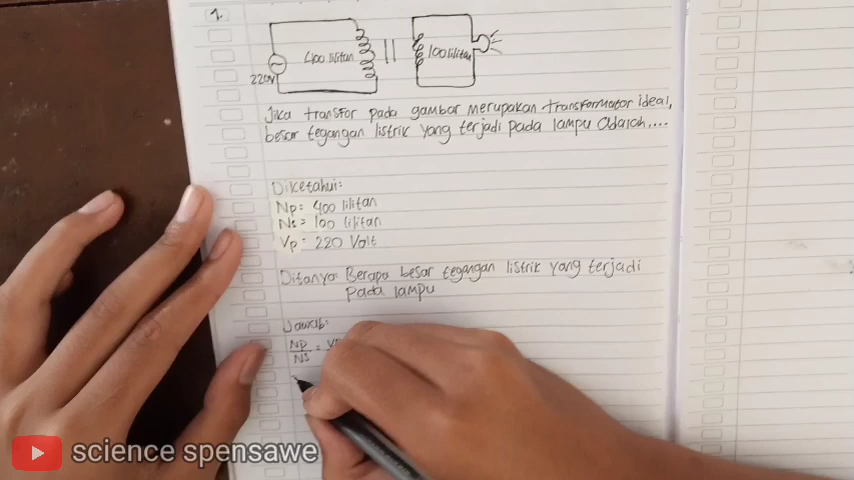 1.
220V
400 lilitan
100 lilitan
Jika transfor pada gambar merupakan transformator ideal,
besar tegangan listrik yang terjadi pada lampu adalah....
Diketahui:
Np = 400 lilitan
Ns = 100 lilitan
Vp = 220 Volt
Ditanya: Berapa besar tegangan listrik yang terjadi
pada lampu
Jawab:
Np
Ns =
science spensawe